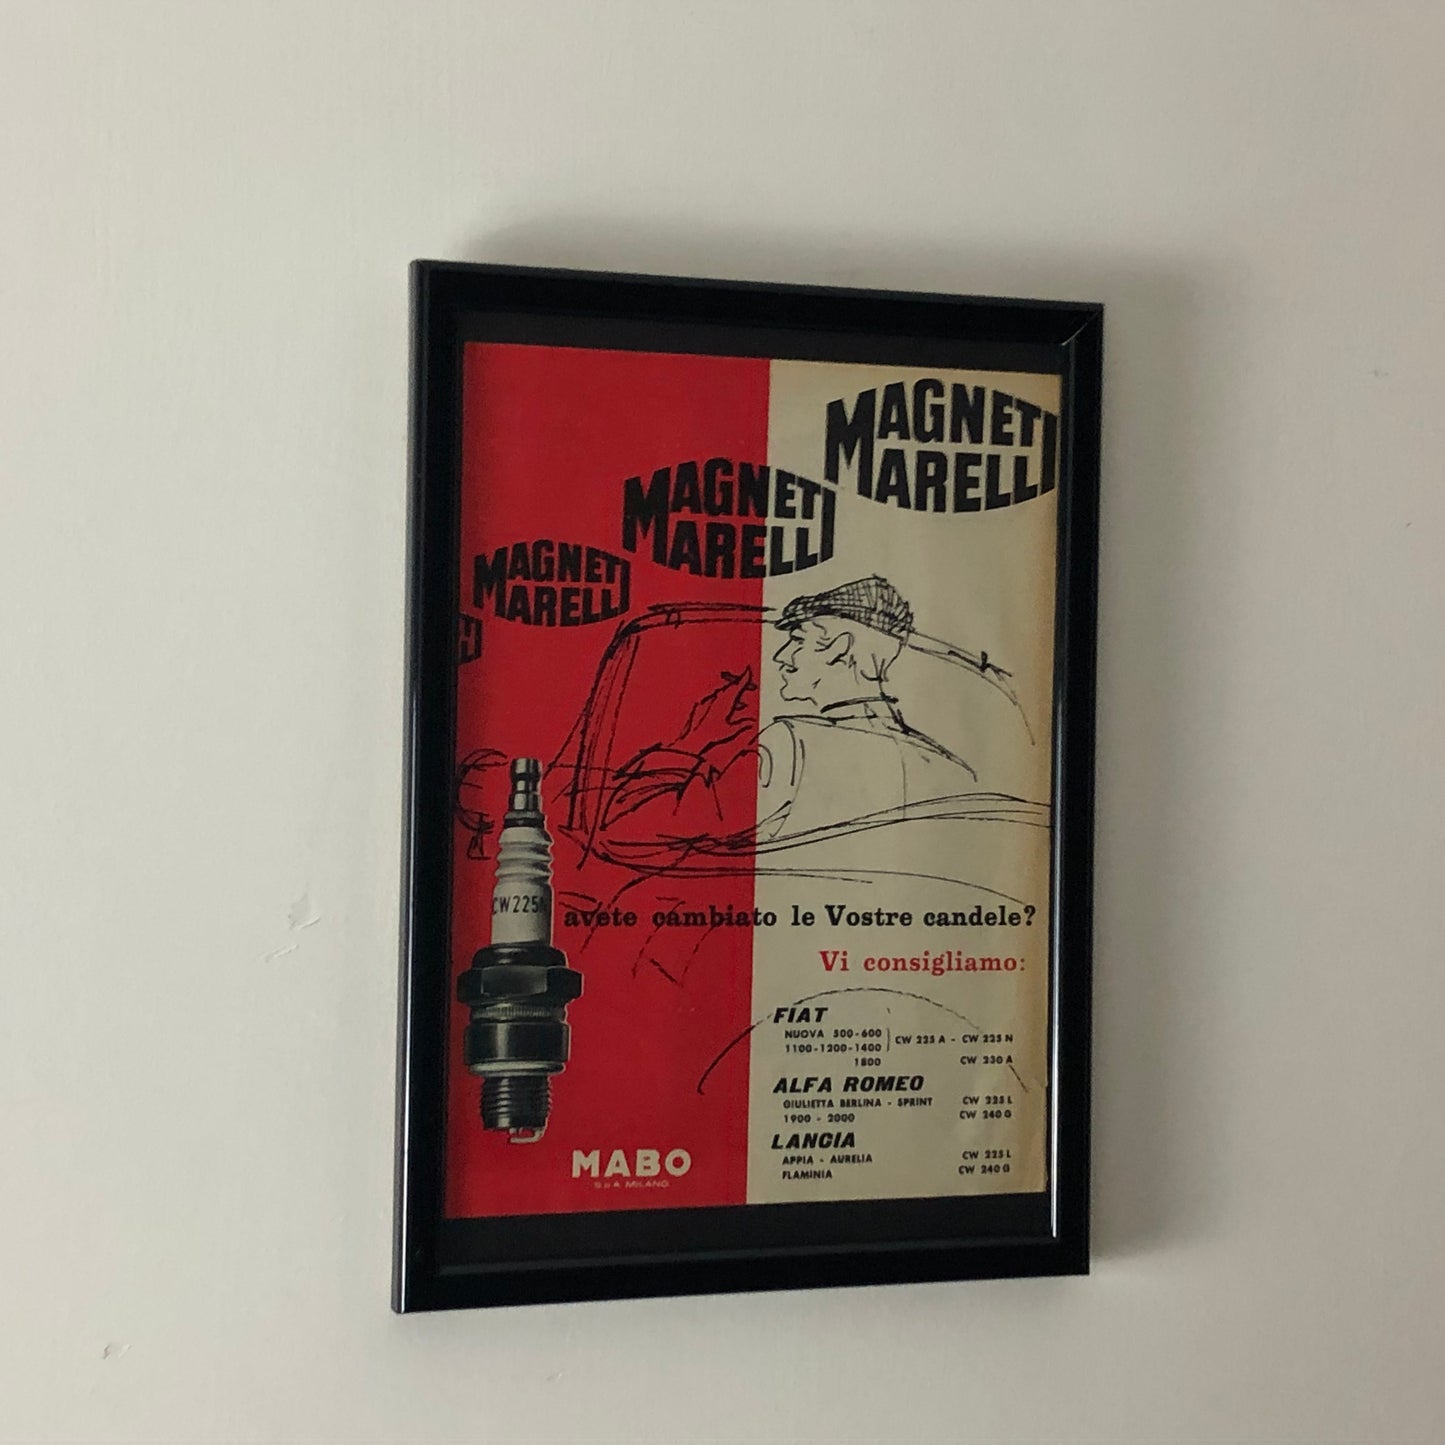 MAGNETI
MARELLI
MAGNETI
MARELLI
MAGNETI
MARELLI
CW225
avete cambiato le Vostre candele?
Vi consigliamo:
FIAT
NUOVA 500-600
1100-1200-1400
CW 225 A - CW 225 N
1800 CW 230 A
ALFA ROMEO
GIULIETTA BERLINA - SPRINT CW 225 L
1900 - 2000 CW 240 G
LANCIA
APPIA - AURELIA CW 225 L
FLAMINIA CW 240 G
MABO
S.p.A. MILANO